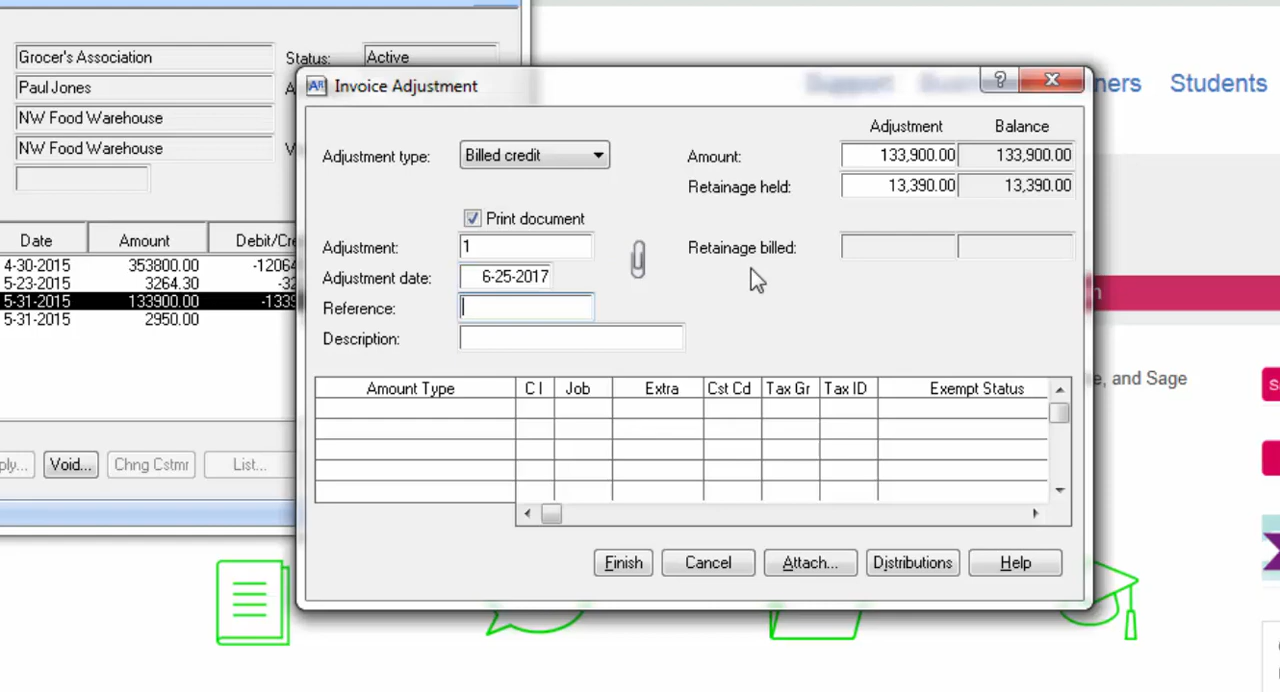 Grocer's Association
Status:
Active
Paul Jones
NW Food Warehouse
NW Food Warehouse
Date Amount
4-30-2015 353800.00 -12064
5-23-2015 3264.30
5-31-2015 133900.00
5-31-2015 2950.00
Void...
Chng Cstmr
List...
Support
Students
AR Invoice Adjustment
?
Adjustment Balance
Adjustment type: Billed credit
Amount: 133,900.00 133,900.00
Retainage held: 13,390.00 13,390.00
Print document
Adjustment: 1
Retainage billed:
Adjustment date: 6-25-2017
Reference:
Description:
Amount Type C I Job Extra Cst Cd Tax Gr Tax ID Exempt Status
Finish
Cancel
Attach...
Distributions
Help
and Sage